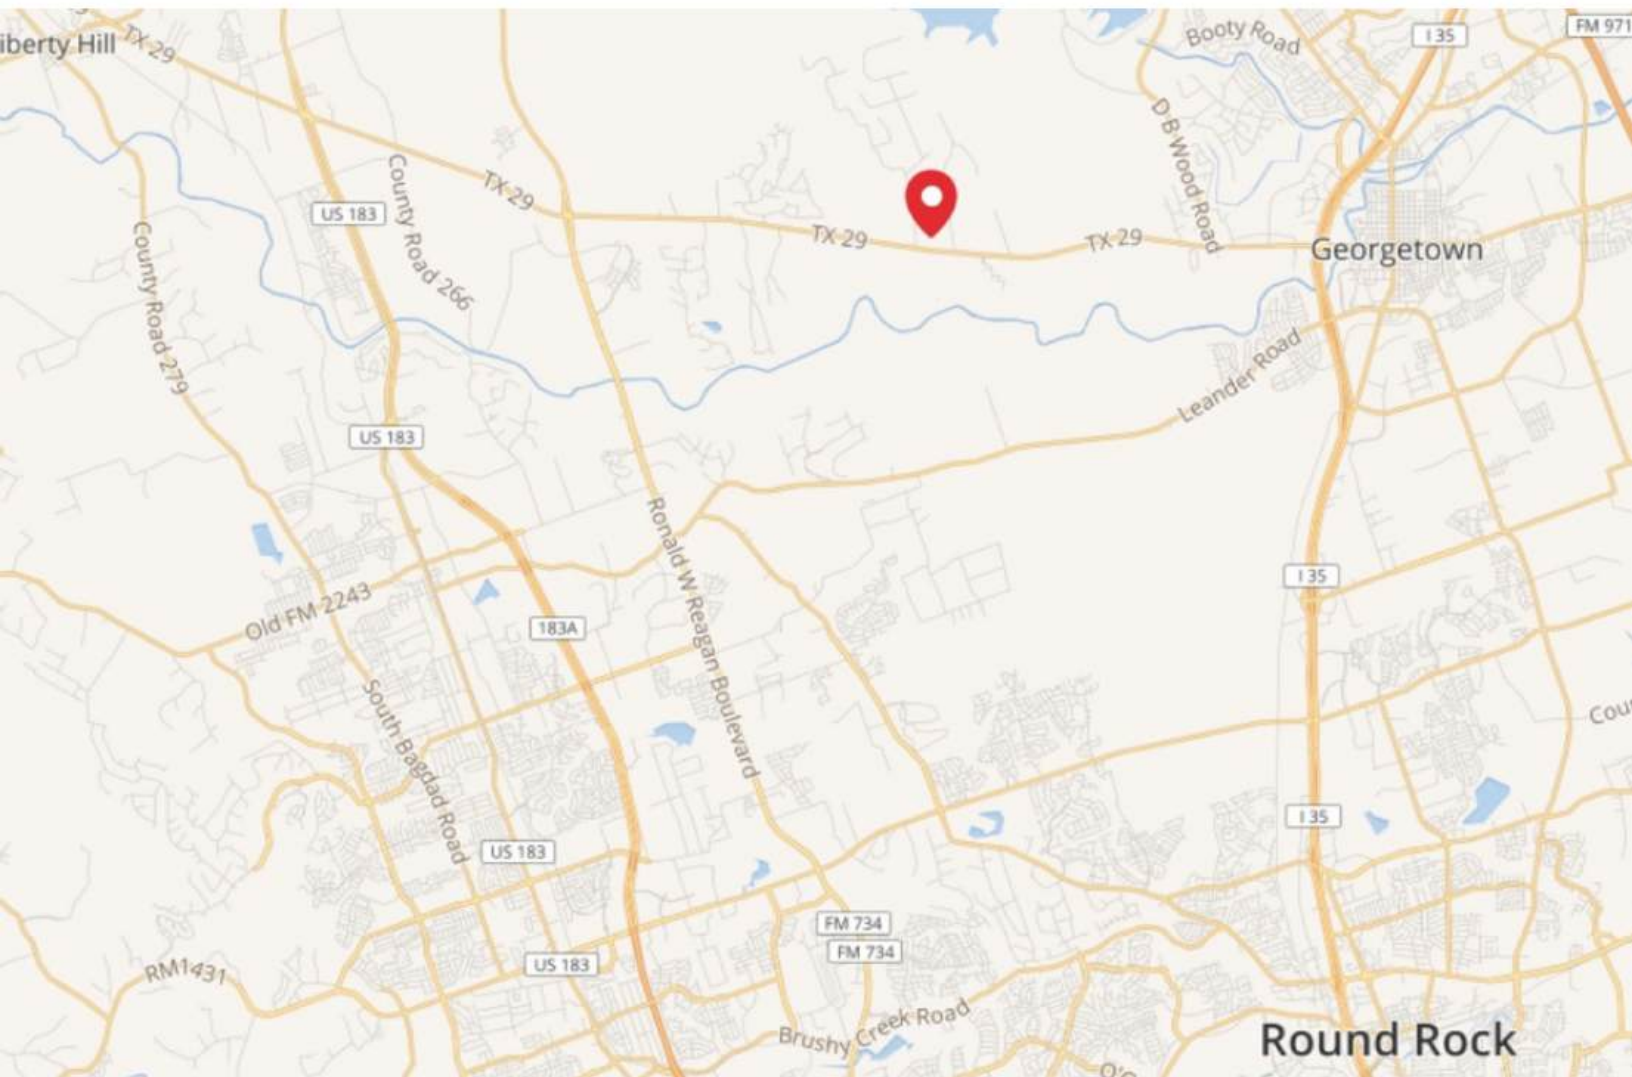 TX 29
iberty Hill
Booty Road
I 35
FM 971
D B Wood Road
County Road 266
TX 29
US 183
TX 29
TX 29
Georgetown
County Road 279
Leander Road
US 183
Ronald W Reagan Boulevard
I 35
Old FM 2243
183A
South Bagdad Road
Cou
I 35
US 183
FM 734
FM 734
US 183
RM1431
Brushy Creek Road
Round Rock